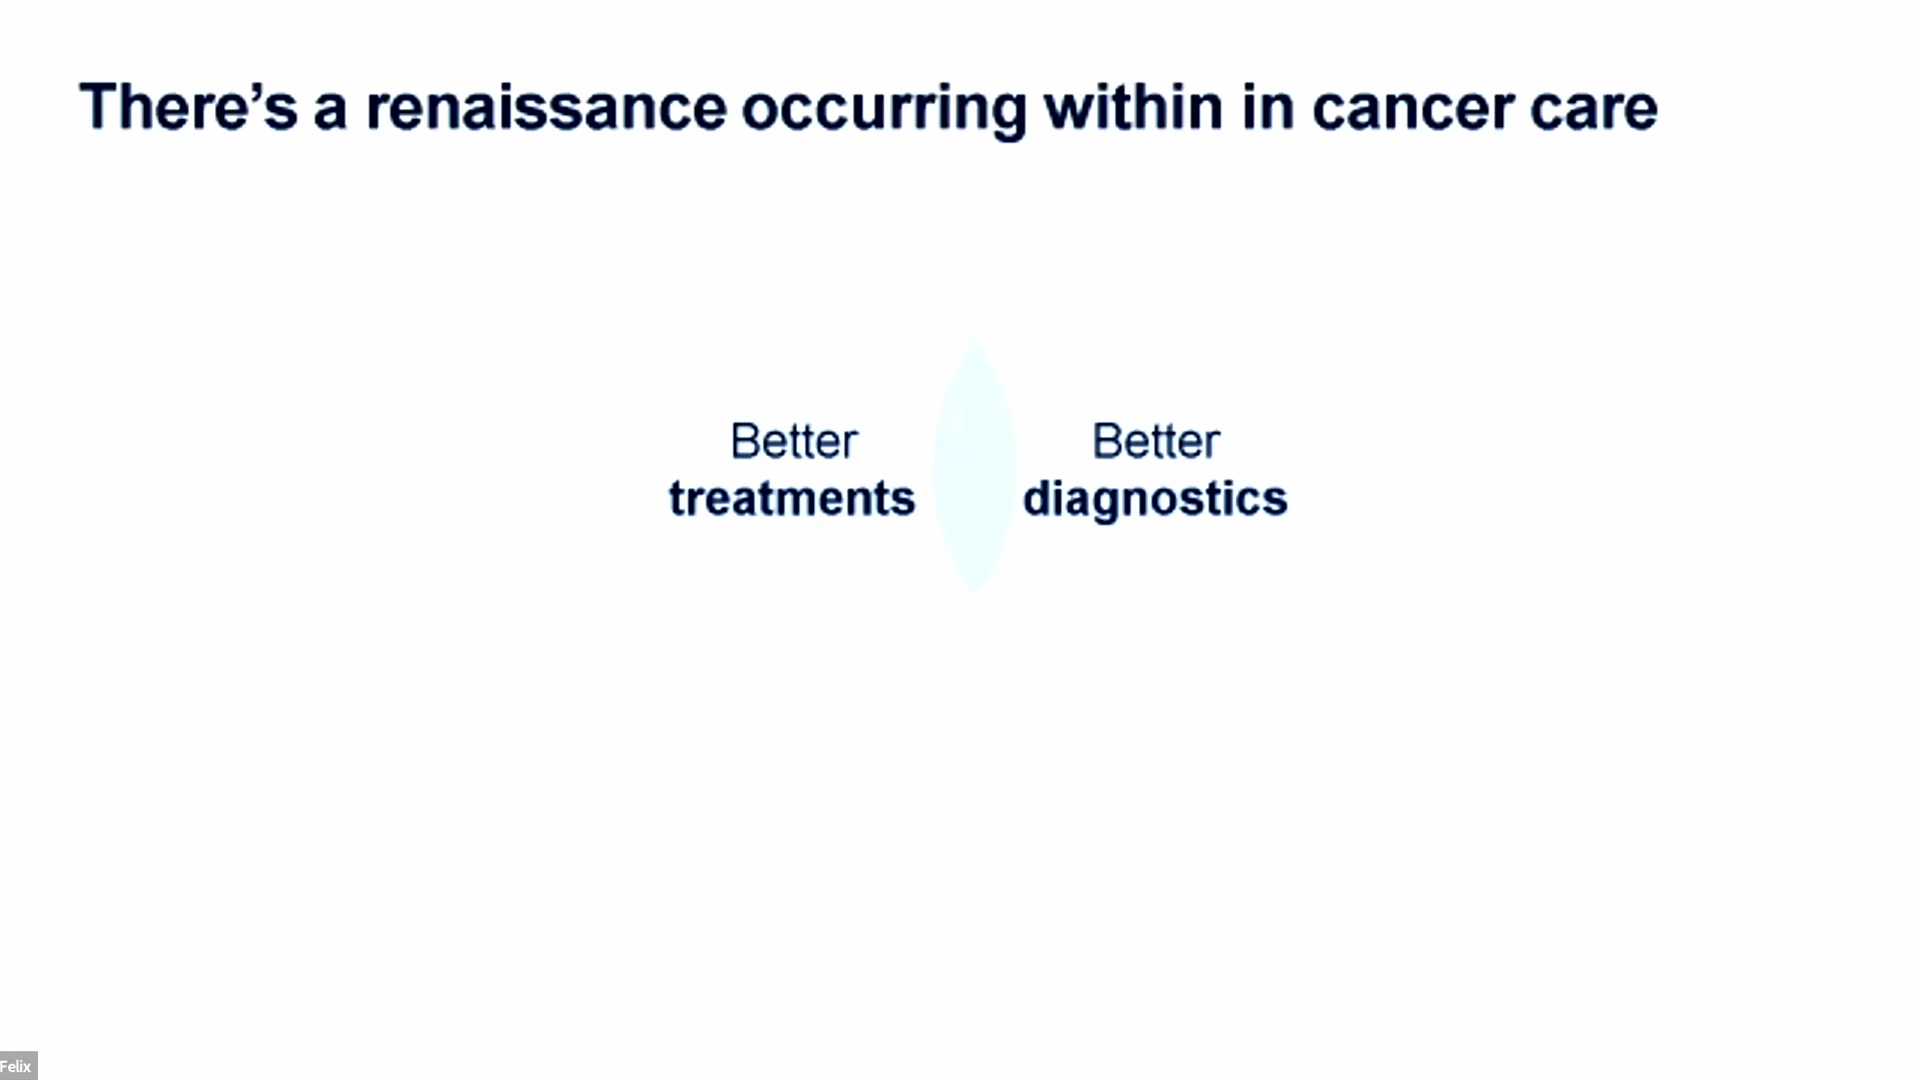 There’s a renaissance occurring within in cancer care
Better
treatments
Better
diagnostics
Felix